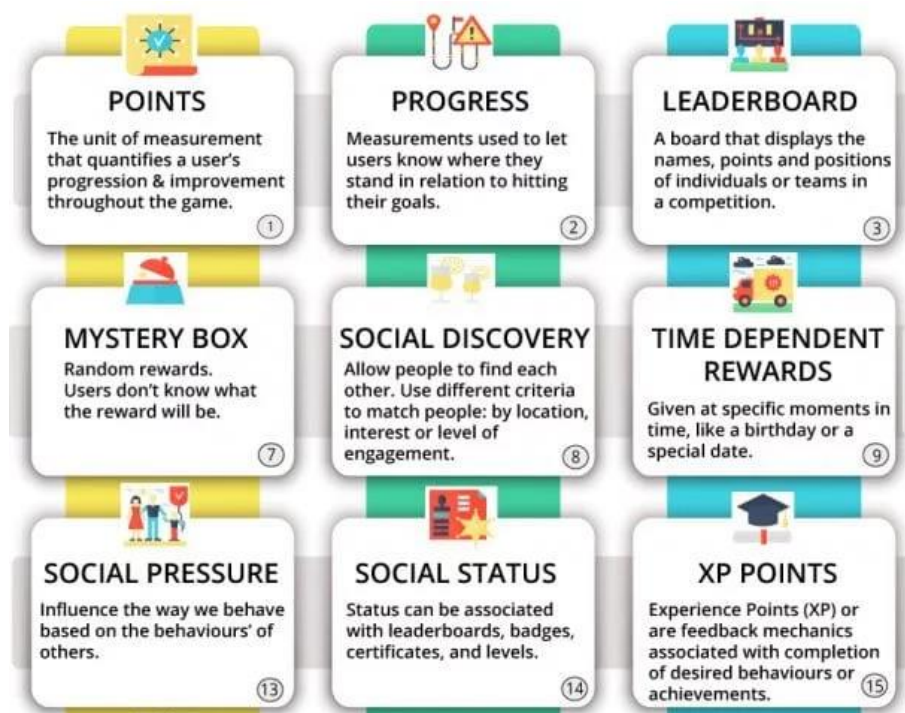 POINTS
The unit of measurement
that quantifies a user's
progression & improvement
throughout the game.
1
PROGRESS
Measurements used to let
users know where they
stand in relation to hitting
their goals.
2
LEADERBOARD
A board that displays the
names, points and positions
of individuals or teams in
a competition.
3
MYSTERY BOX
Random rewards.
Users don't know what
the reward will be.
7
SOCIAL DISCOVERY
Allow people to find each
other. Use different criteria
to match people: by location,
interest or level of
engagement.
8
TIME DEPENDENT
REWARDS
Given at specific moments in
time, like a birthday or a
special date.
9
SOCIAL PRESSURE
Influence the way we behave
based on the behaviours' of
others.
13
SOCIAL STATUS
Status can be associated
with leaderboards, badges,
certificates, and levels.
14
XP POINTS
Experience Points (XP) or
are feedback mechanics
associated with completion
of desired behaviours or
achievements.
15